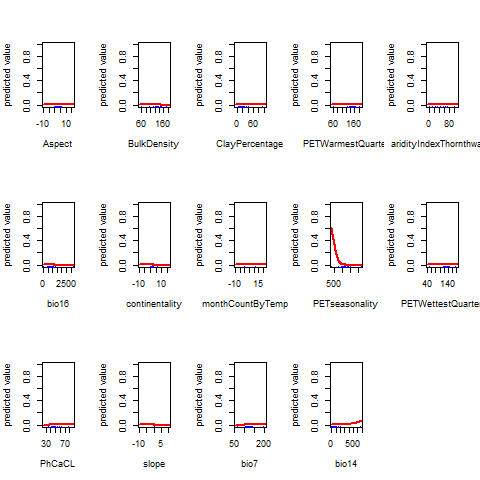 predicted value
0.0 0.4 0.8
-10 10
Aspect
predicted value
0.0 0.4 0.8
60 160
BulkDensity
predicted value
0.0 0.4 0.8
0 60
ClayPercentage
predicted value
0.0 0.4 0.8
60 160
PETWarmestQuarte
predicted value
0.0 0.4 0.8
0 80
aridityIndexThornthwa
predicted value
0.0 0.4 0.8
0 2500
bio16
predicted value
0.0 0.4 0.8
-10 10
continentality
predicted value
0.0 0.4 0.8
-10 15
monthCountByTemp
predicted value
0.0 0.4 0.8
500
PETseasonality
predicted value
0.0 0.4 0.8
40 140
PETWettestQuarter
predicted value
0.0 0.4 0.8
30 70
PhCaCL
predicted value
0.0 0.4 0.8
-10 5
slope
predicted value
0.0 0.4 0.8
50 200
bio7
predicted value
0.0 0.4 0.8
0 500
bio14